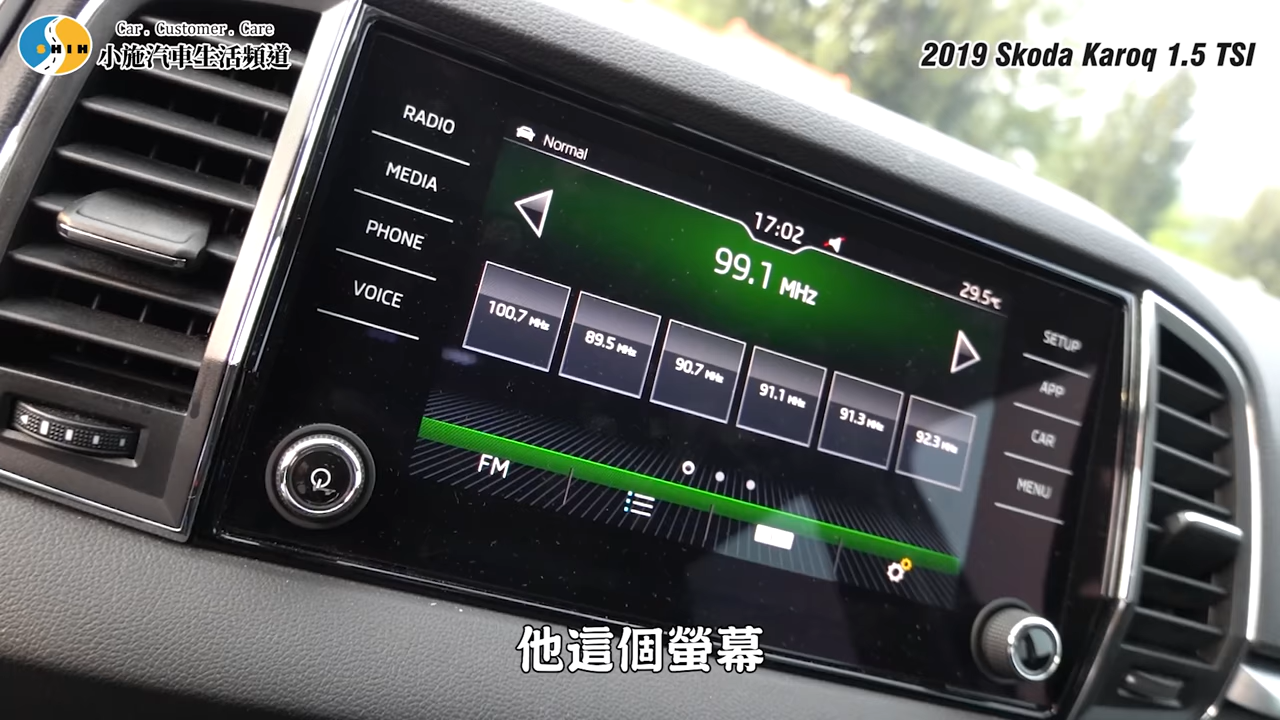 Car. Customer. Care
SHIH
小施汽車生活頻道
2019 Skoda Karoq 1.5 TSI
RADIO
MEDIA
PHONE
VOICE
Normal
17:02
29.5℃
99.1 MHz
100.7 MHz
89.5 MHz
90.7 MHz
91.1 MHz
91.3 MHz
92.3 MHz
FM
SETUP
APP
CAR
MENU
他這個螢幕